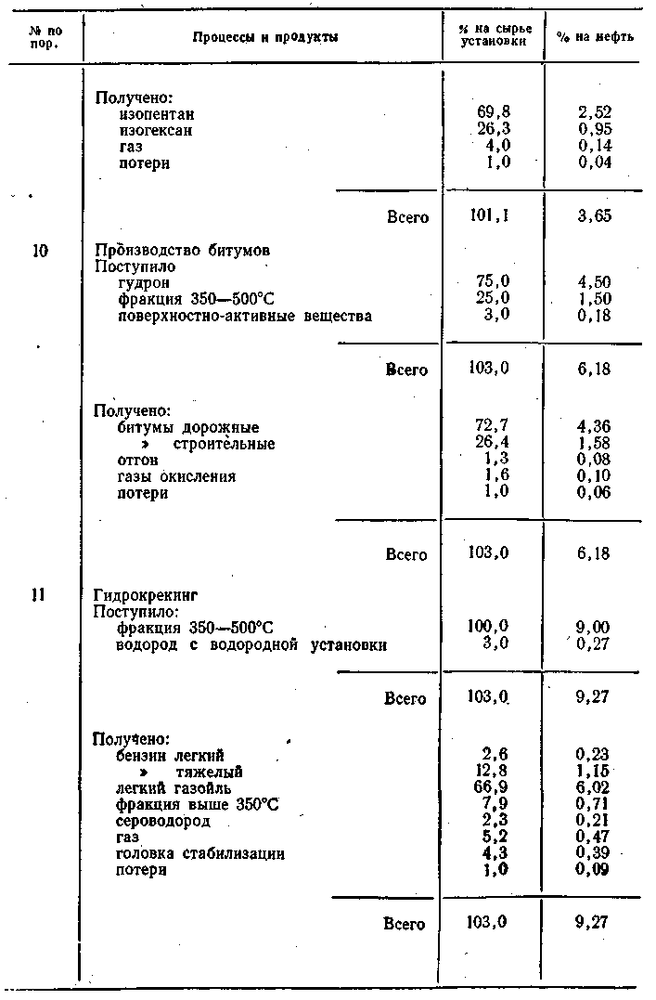 № по пор. Процессы и продукты % на сырье установки % на нефть
Получено:
изопентан 69,8 2,52
изогексан 26,3 0,95
газ 4,0 0,14
потери 1,0 0,04
Всего 101,1 3,65
10 Производство битумов
Поступило
гудрон 75,0 4,50
фракция 350—500°С 25,0 1,50
поверхностно-активные вещества 3,0 0,18
Всего 103,0 6,18
Получено:
битумы дорожные 72,7 4,36
» строительные 26,4 1,58
отгон 1,3 0,08
газы окисления 1,6 0,10
потери 1,0 0,06
Всего 103,0 6,18
11 Гидрокрекинг
Поступило:
фракция 350—500°С 100,0 9,00
водород с водородной установки 3,0 0,27
Всего 103,0 9,27
Получено:
бензин легкий 2,6 0,23
» тяжелый 12,8 1,15
легкий газойль 66,9 6,02
фракция выше 350°С 7,9 0,71
сероводород 2,3 0,21
газ 5,2 0,47
головка стабилизации 4,3 0,39
потери 1,0 0,09
Всего 103,0 9,27